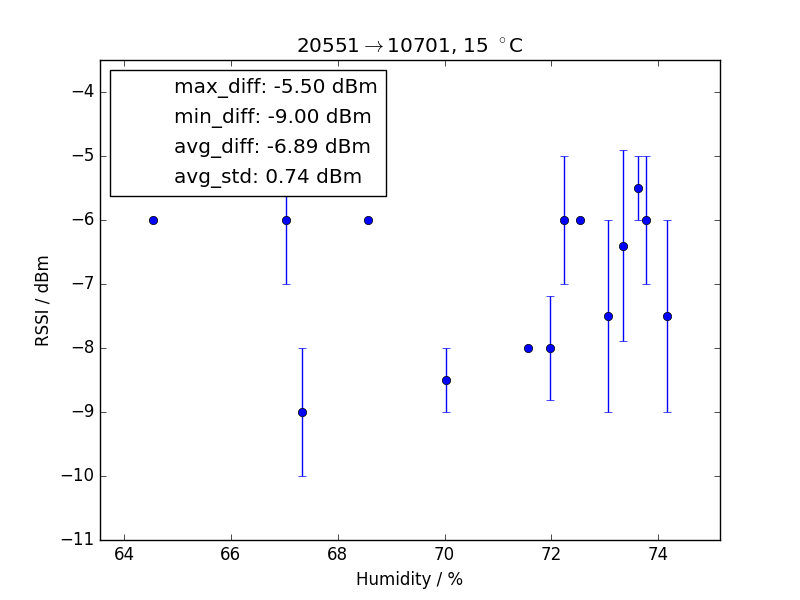 20551→10701, 15 °C
max_diff: -5.50 dBm
min_diff: -9.00 dBm
avg_diff: -6.89 dBm
avg_std: 0.74 dBm
−4
−5
−6
−7
−8
−9
−10
−11
RSSI / dBm
64 66 68 70 72 74
Humidity / %